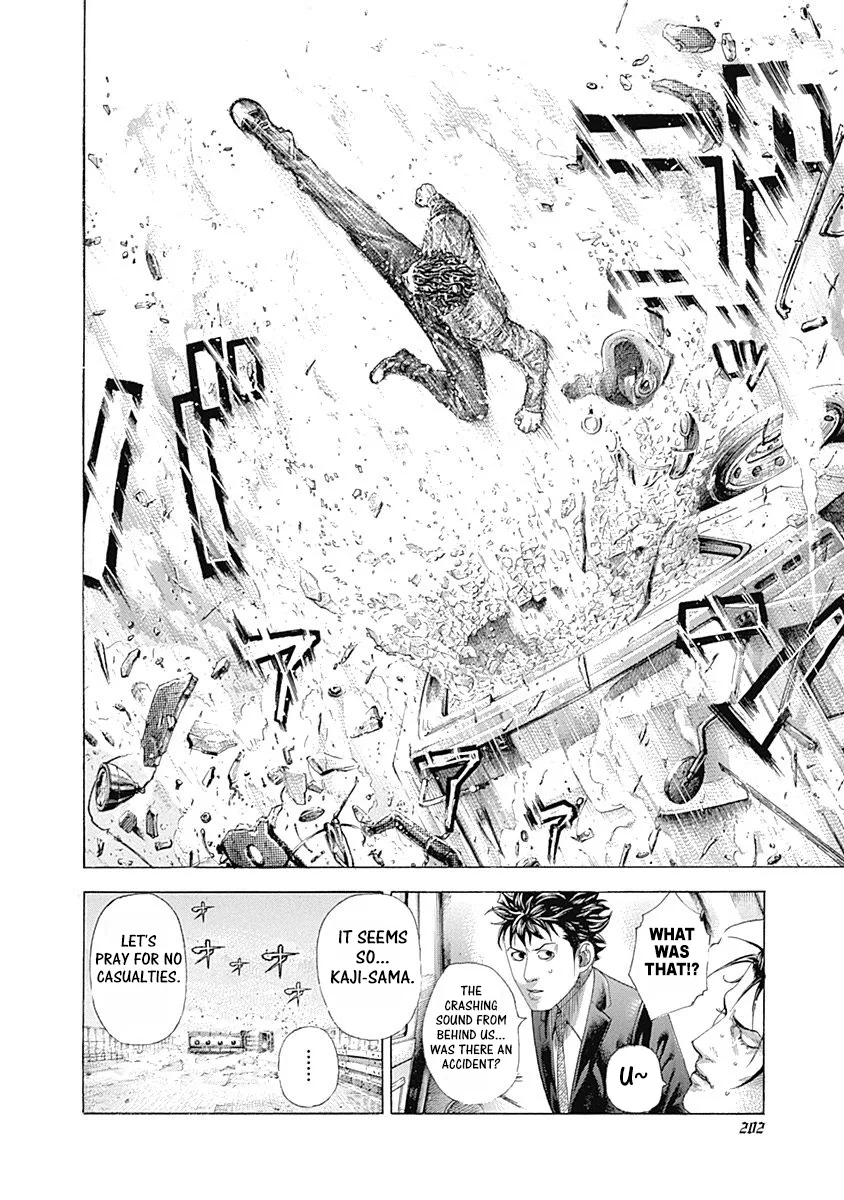 WHAT
WAS
THAT!?
U~
THE
CRASHING
SOUND FROM
BEHIND US...
WAS THERE AN
ACCIDENT?
IT SEEMS
SO...
KAJI-SAMA.
LET'S
PRAY FOR NO
CASUALTIES.
......
202